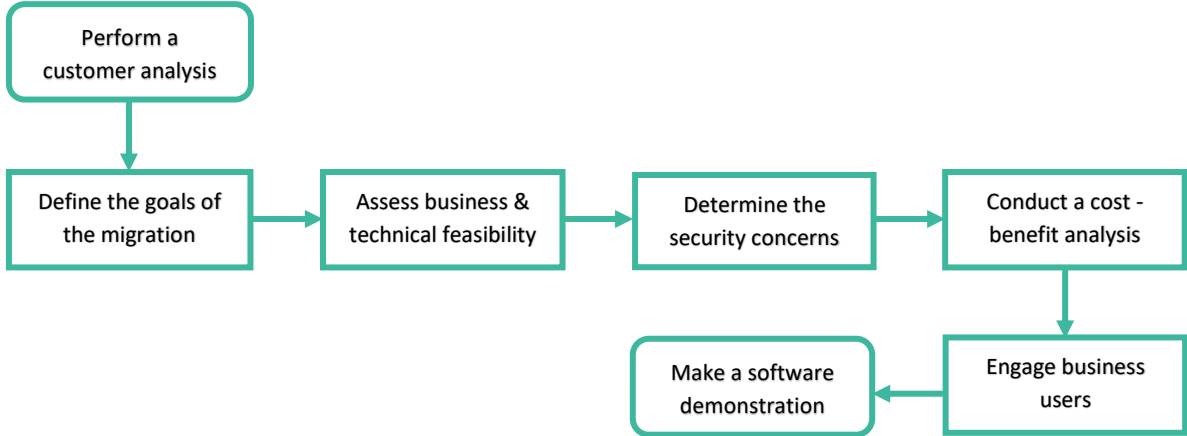 Perform a
customer analysis
Define the goals of
the migration
Assess business &
technical feasibility
Determine the
security concerns
Conduct a cost -
benefit analysis
Engage business
users
Make a software
demonstration